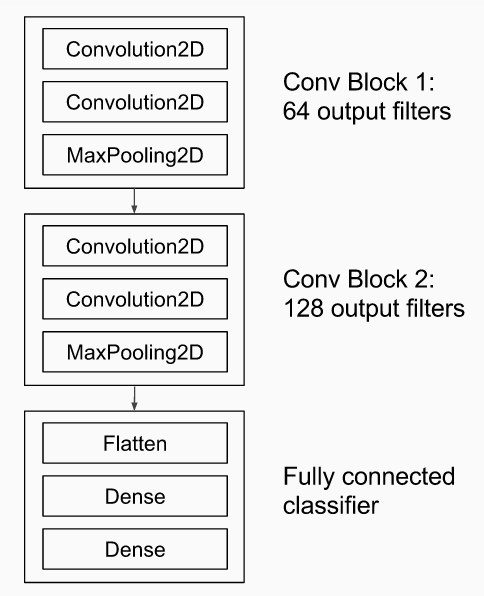 Convolution2D
Convolution2D
MaxPooling2D
Conv Block 1:
64 output filters
Convolution2D
Convolution2D
MaxPooling2D
Conv Block 2:
128 output filters
Flatten
Dense
Dense
Fully connected
classifier